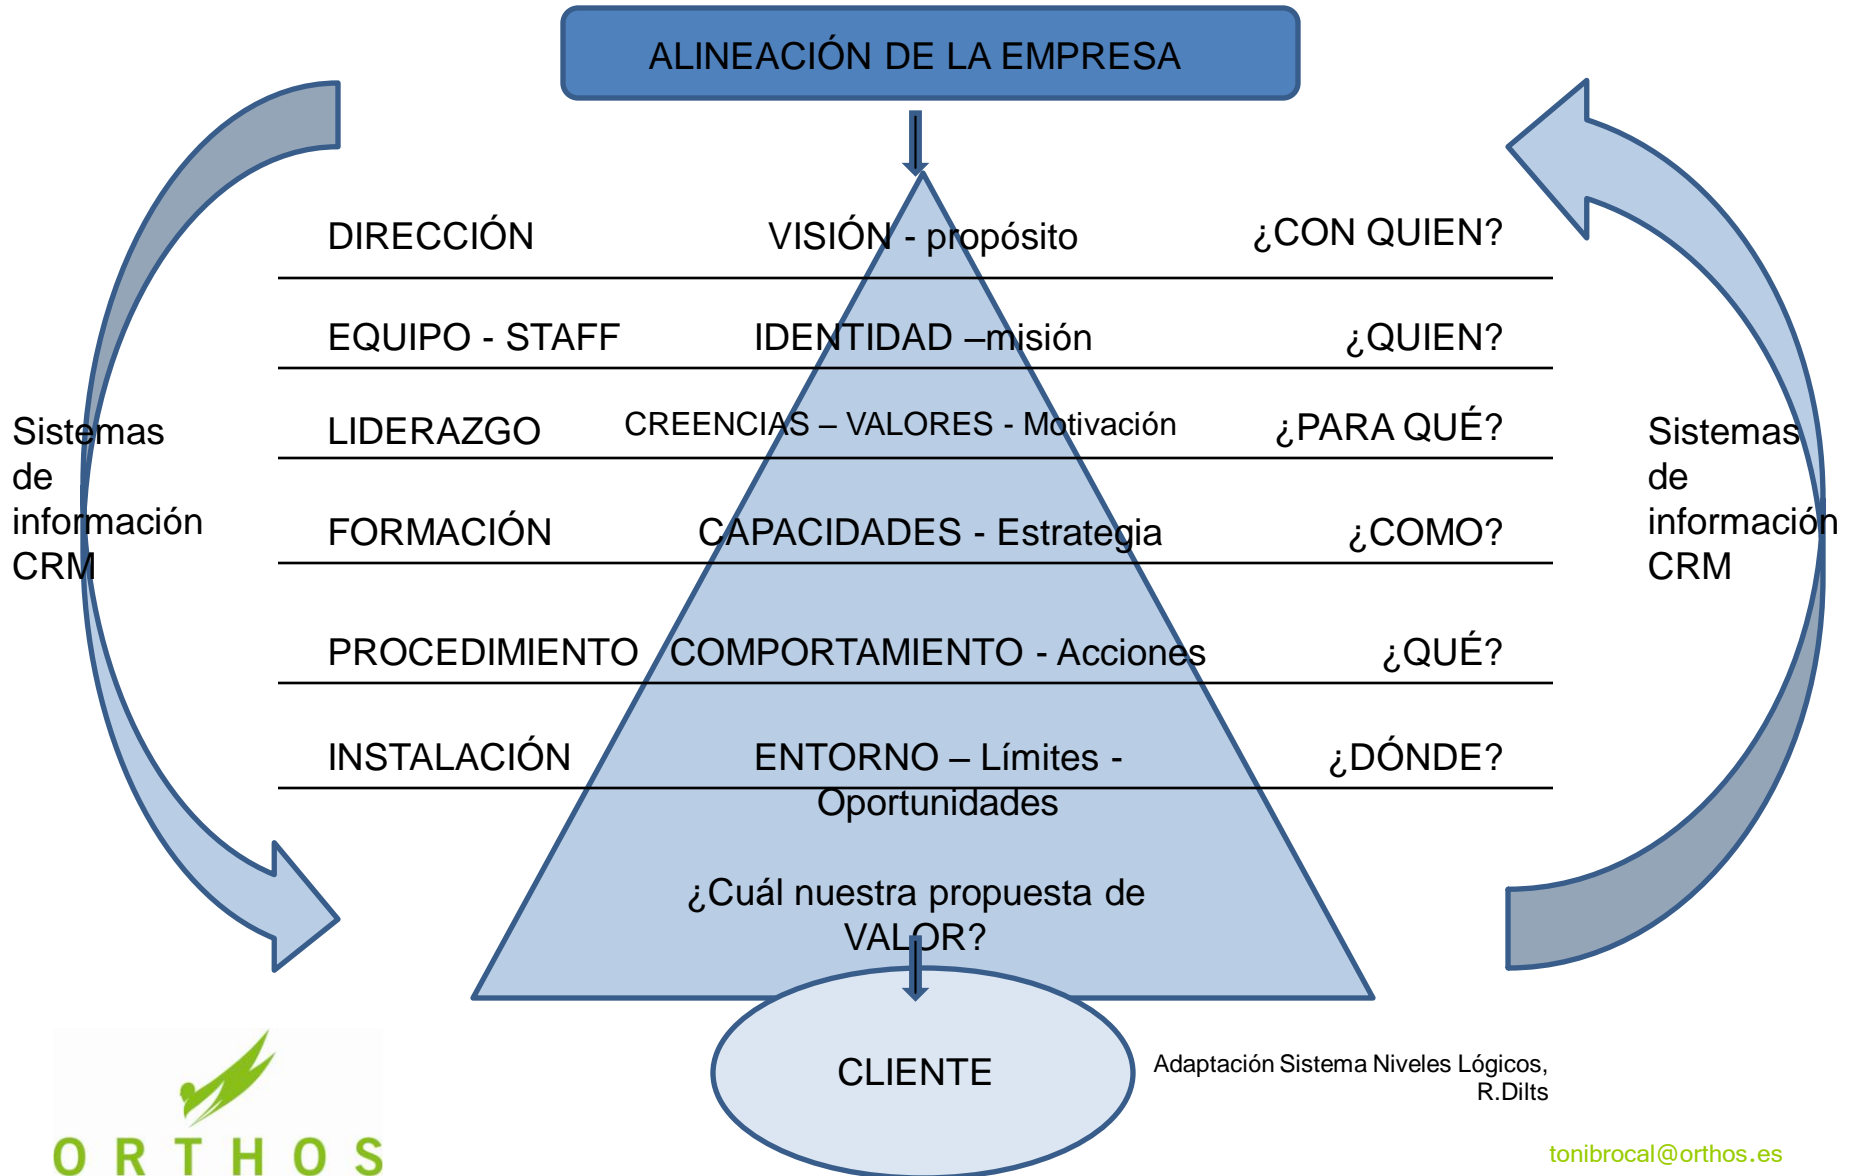 ALINEACIÓN DE LA EMPRESA
DIRECCIÓN VISIÓN - propósito ¿CON QUIEN?
EQUIPO - STAFF IDENTIDAD –misión ¿QUIEN?
LIDERAZGO CREENCIAS – VALORES - Motivación ¿PARA QUÉ?
FORMACIÓN CAPACIDADES - Estrategia ¿COMO?
PROCEDIMIENTO COMPORTAMIENTO - Acciones ¿QUÉ?
INSTALACIÓN ENTORNO – Límites - ¿DÓNDE?
Oportunidades
¿Cuál nuestra propuesta de
VALOR?
CLIENTE
Sistemas
de
información
CRM
Sistemas
de
información
CRM
Adaptación Sistema Niveles Lógicos,
R.Dilts
ORTHOS
tonibrocal@orthos.es